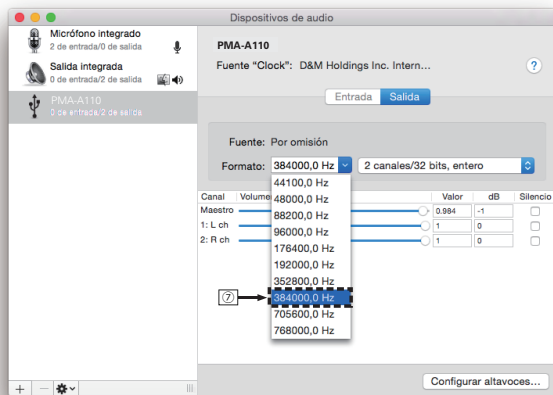 Dispositivos de audio
Micrófono integrado
2 de entrada/0 de salida
Salida integrada
0 de entrada/2 de salida
PMA-A110
0 de entrada/2 de salida
PMA-A110
Fuente “Clock”: D&M Holdings Inc. Intern...
?
Entrada Salida
Fuente: Por omisión
Formato: 384000,0 Hz 2 canales/32 bits, entero
44100,0 Hz
48000,0 Hz
88200,0 Hz
96000,0 Hz
176400,0 Hz
192000,0 Hz
352800,0 Hz
⑦ 384000,0 Hz
705600,0 Hz
768000,0 Hz
Canal Volume Valor dB Silencio
Maestro 0.984 -1
1: L ch 1 0
2: R ch 1 0
Configurar altavoces...